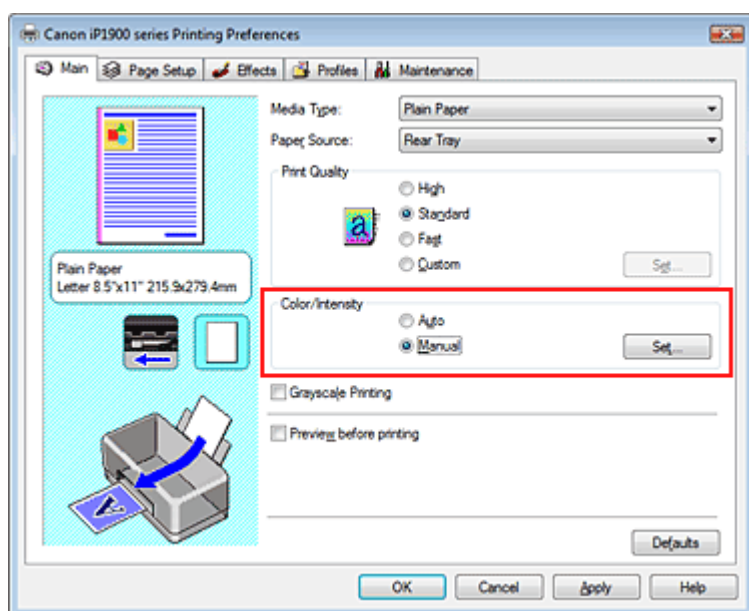 Canon iP1900 series Printing Preferences
Main Page Setup Effects Profiles Maintenance
Media Type: Plain Paper
Paper Source: Rear Tray
Print Quality
High
Standard
Fast
Custom Set...
Plain Paper
Letter 8.5"x11" 215.9x279.4mm
Color/Intensity
Auto
Manual Set...
Grayscale Printing
Preview before printing
Defaults
OK Cancel Apply Help